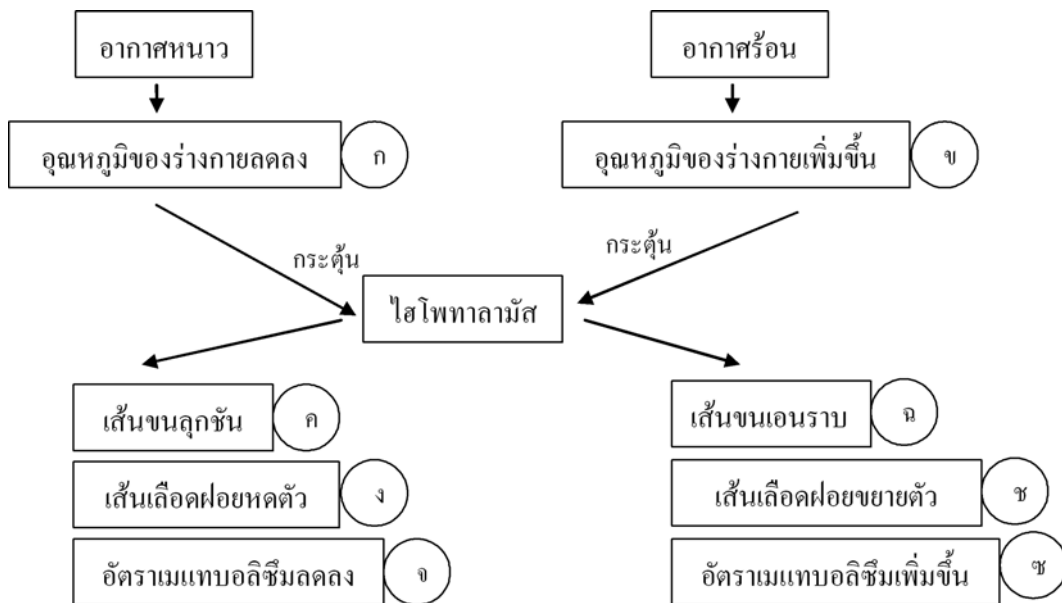 อากาศหนาว
อากาศร้อน
อุณหภูมิของร่างกายลดลง
ก
อุณหภูมิของร่างกายเพิ่มขึ้น
ข
กระตุ้น
กระตุ้น
ไฮโพทาลามัส
เส้นขนลุกชัน
ค
เส้นขนเอนราบ
ฉ
เส้นเลือดฝอยหดตัว
ง
เส้นเลือดฝอยขยายตัว
ช
อัตราเมแทบอลิซึมลดลง
จ
อัตราเมแทบอลิซึมเพิ่มขึ้น
ซ